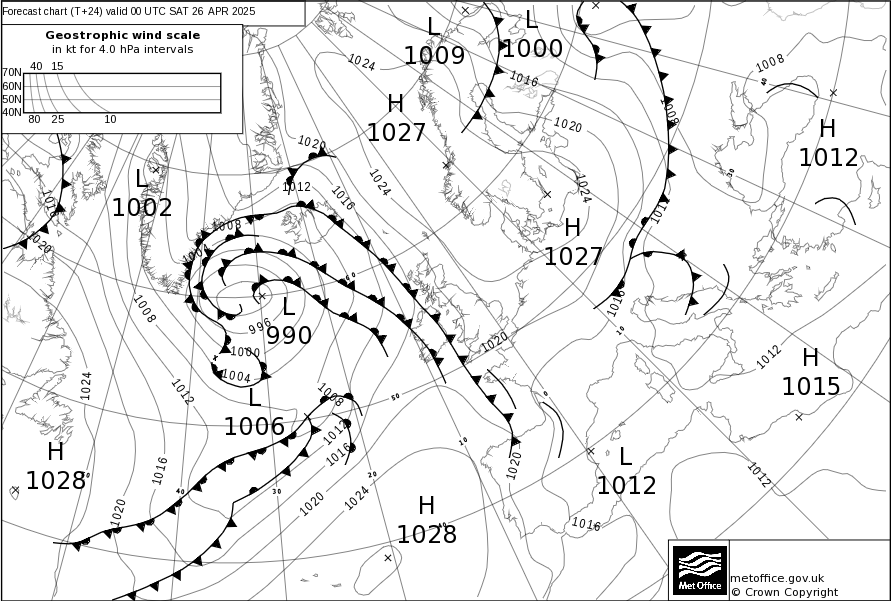 Forecast chart (T+24) valid 00 UTC SAT 26 APR 2025
Geostrophic wind scale
in kt for 4.0 hPa intervals
40 15
70N
60N
50N
40N
80 25 10
L
1009
L
1000
H
1027
H
1012
L
1002
H
1027
L
990
L
1006
H
1015
H
1028
L
1012
H
1028
1024
1016
1008
1020
1020
1008
1024
1012
1016
1024
1016
1012
1008
1020
1004
60
1016
1008
996
1000
1004
1020
1012
1024
1012
1008
50
0
10
1012
1016
10
1016
1020
1012
40
30
20
1020
1020
1024
40
1016
metoffice.gov.uk
© Crown Copyright
Met Office